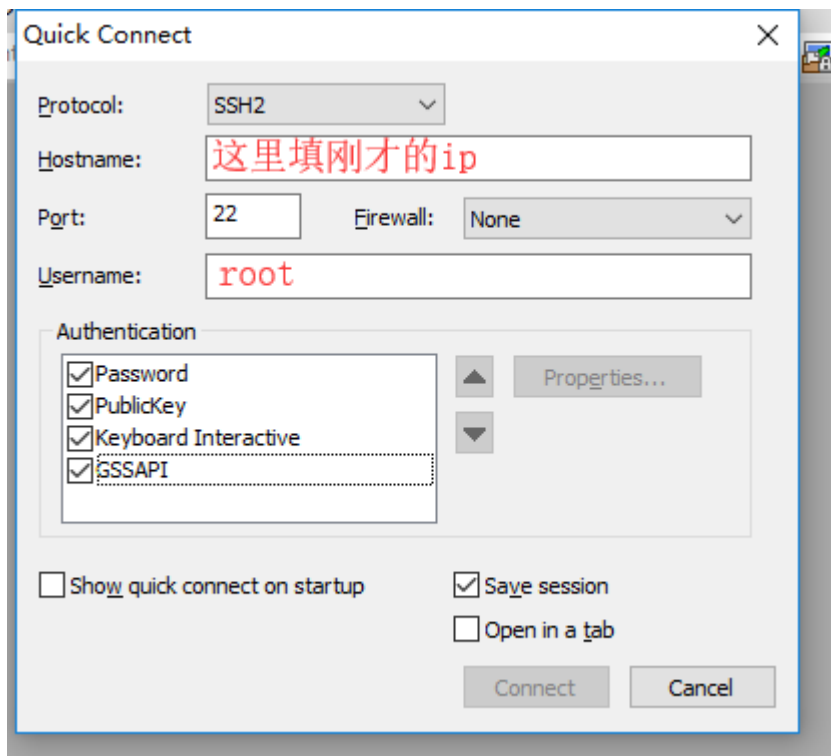 Quick Connect
Protocol: SSH2
Hostname: 这里填刚才的ip
Port: 22 Firewall: None
Username: root
Authentication
Password
PublicKey
Keyboard Interactive
GSSAPI
Properties...
Show quick connect on startup
Save session
Open in a tab
Connect Cancel